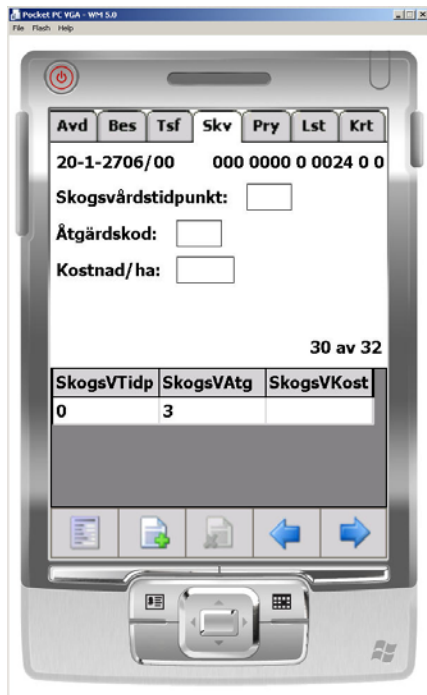 Pocket PC VGA - WM 5.0
File Flash Help
Avd Bes Tsf Skv Pry Lst Krt
20-1-2706/00 000 0000 0 0024 0 0
Skogsvårdstidpunkt:
Åtgärdskod:
Kostnad/ha:
30 av 32
SkogsVTidp SkogsVAtg SkogsVKost
0 3